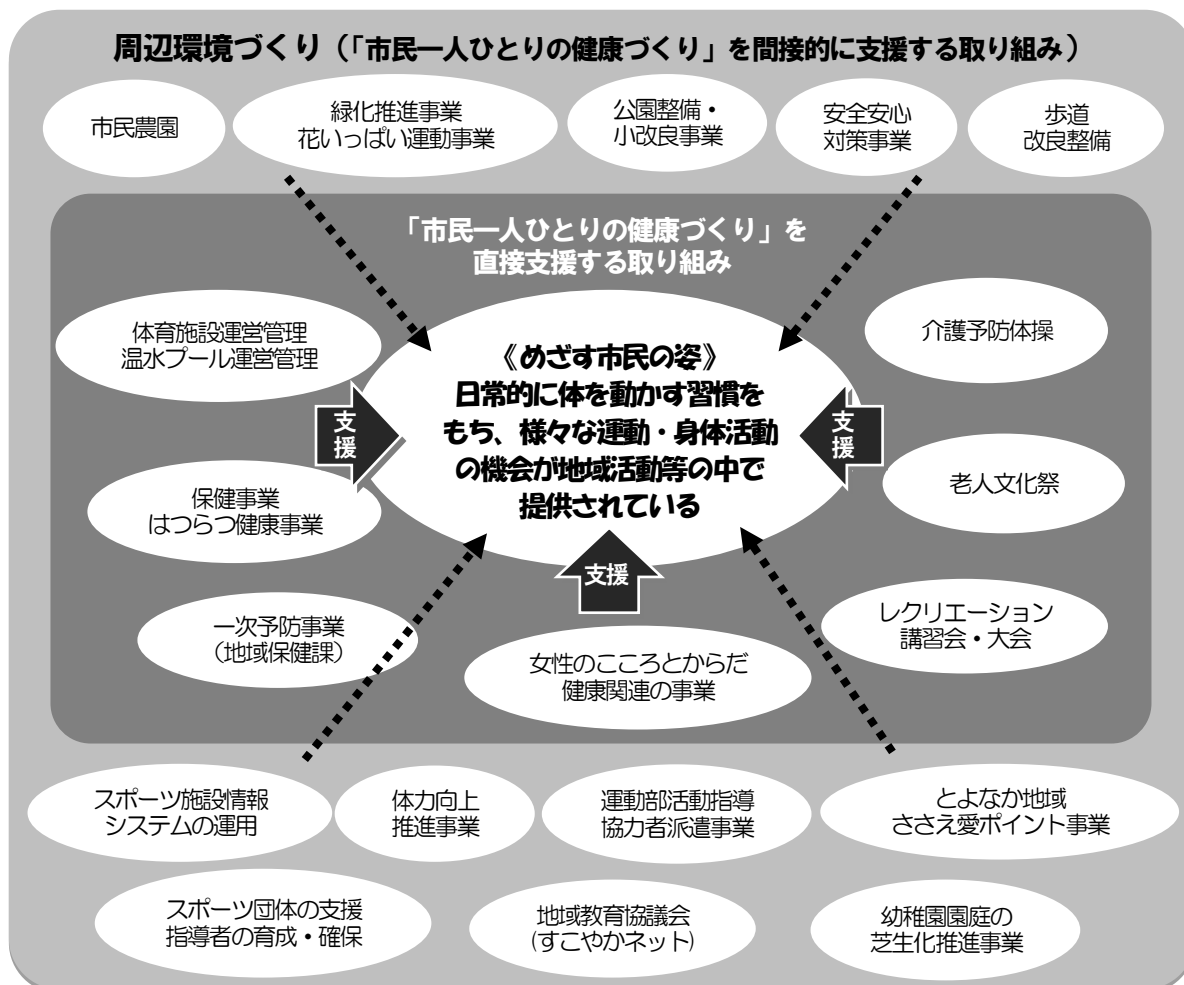 周辺環境づくり（「市民一人ひとりの健康づくり」を間接的に支援する取り組み）
市民農園
緑化推進事業
花いっぱい運動事業
公園整備・
小改良事業
安全安心
対策事業
歩道
改良整備
「市民一人ひとりの健康づくり」を
直接支援する取り組み
体育施設運営管理
温水プール運営管理
介護予防体操
《めざす市民の姿》
日常的に体を動かす習慣を
もち、様々な運動・身体活動
の機会が地域活動等の中で
提供されている
支援
支援
保健事業
はつらつ健康事業
老人文化祭
支援
一次予防事業
（地域保健課）
女性のこころとからだ
健康関連の事業
レクリエーション
講習会・大会
スポーツ施設情報
システムの運用
体力向上
推進事業
運動部活動指導
協力者派遣事業
とよなか地域
ささえ愛ポイント事業
スポーツ団体の支援
指導者の育成・確保
地域教育協議会
(すこやかネット)
幼稚園園庭の
芝生化推進事業